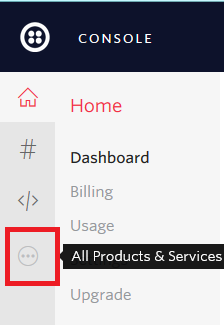 CONSOLE
Home
#
Dashboard
</>
Billing
Usage
All Products & Services
Upgrade